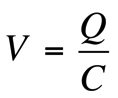 V = Q/C